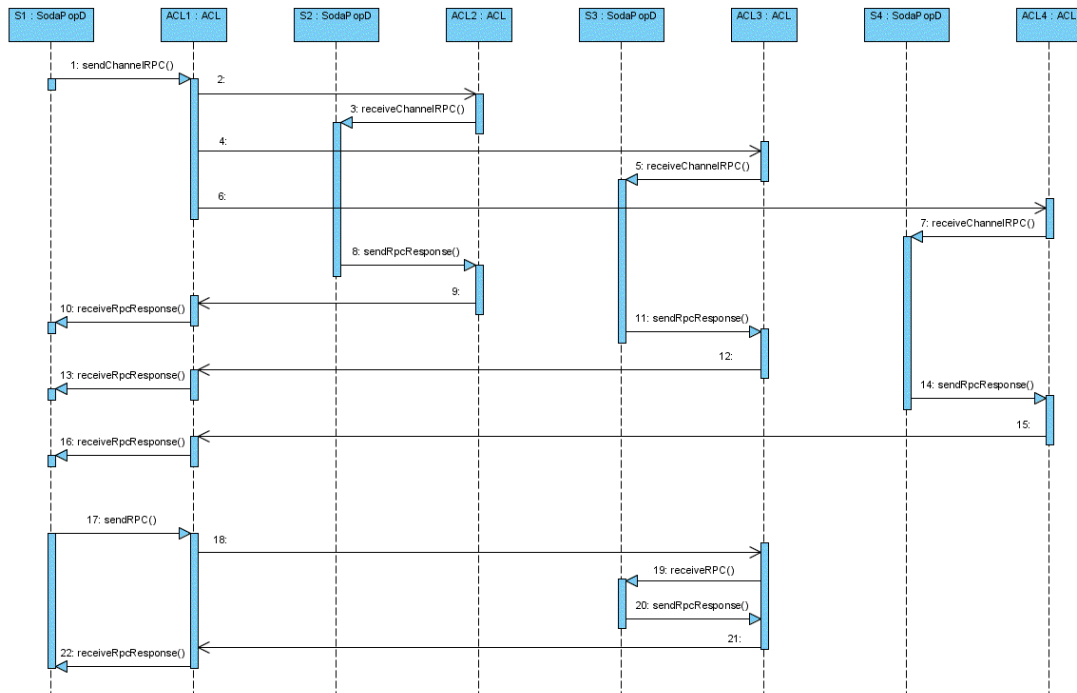 S1 : SodaPopD
ACL1 : ACL
S2 : SodaPopD
ACL2 : ACL
S3 : SodaPopD
ACL3 : ACL
S4 : SodaPopD
ACL4 : ACL
1: sendChannelRPC()
2:
3: receiveChannelRPC()
4:
5: receiveChannelRPC()
6:
7: receiveChannelRPC()
8: sendRpcResponse()
9:
10: receiveRpcResponse()
11: sendRpcResponse()
12:
13: receiveRpcResponse()
14: sendRpcResponse()
15:
16: receiveRpcResponse()
17: sendRPC()
18:
19: receiveRPC()
20: sendRpcResponse()
21:
22: receiveRpcResponse()